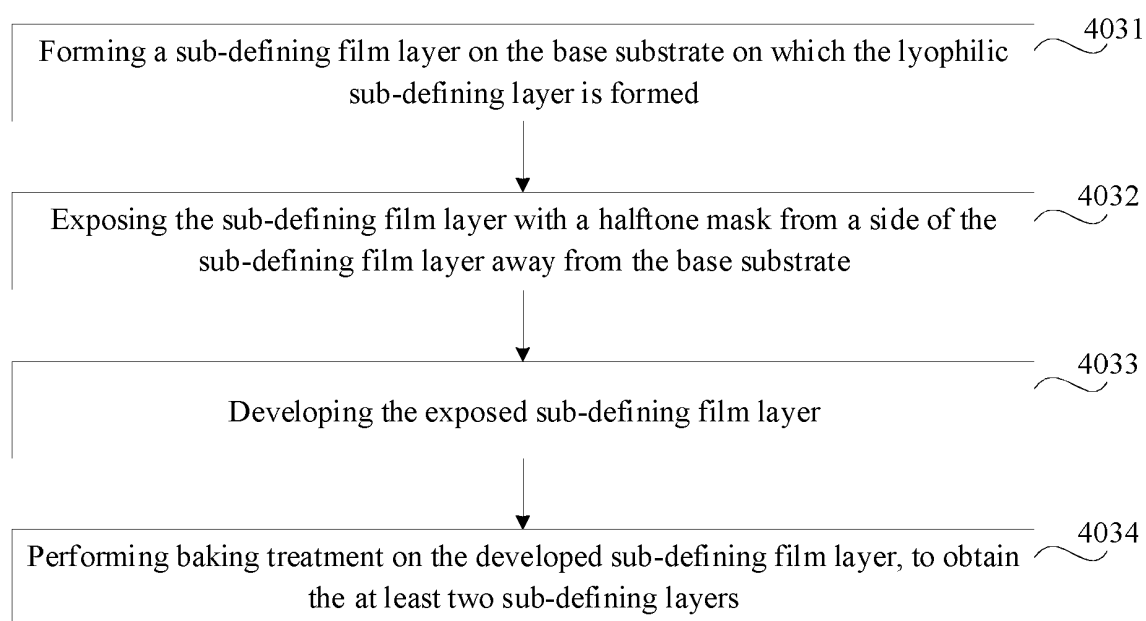 4031
Forming a sub-defining film layer on the base substrate on which the lyophilic
sub-defining layer is formed
4032
Exposing the sub-defining film layer with a halftone mask from a side of the
sub-defining film layer away from the base substrate
4033
Developing the exposed sub-defining film layer
4034
Performing baking treatment on the developed sub-defining film layer, to obtain
the at least two sub-defining layers